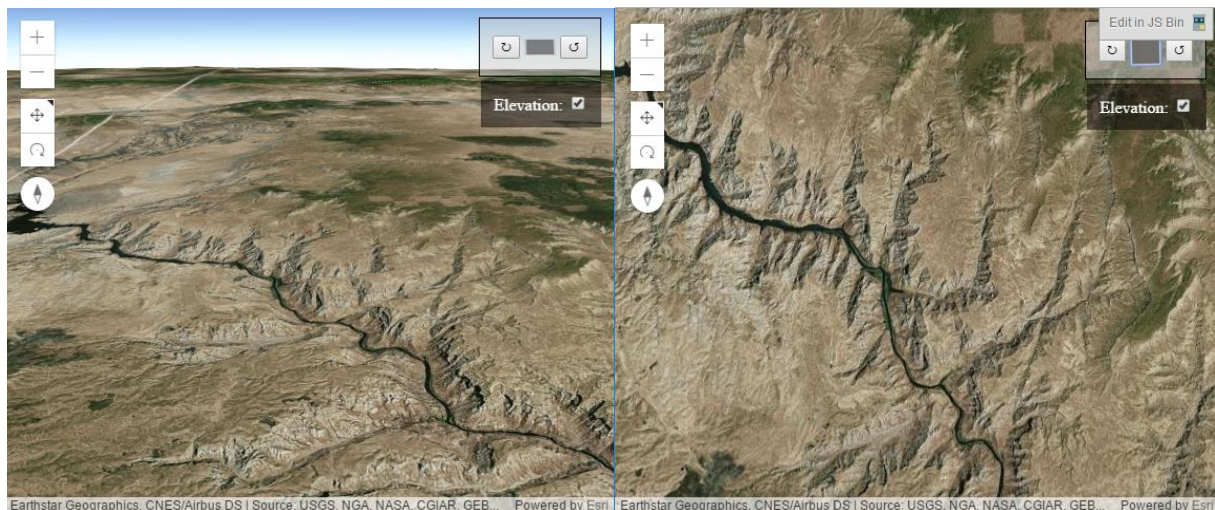 Edit in JS Bin
Elevation:
Elevation:
Earthstar Geographics, CNES/Airbus DS | Source: USGS, NGA, NASA, CGIAR, GEB... Powered by Esri
Earthstar Geographics, CNES/Airbus DS | Source: USGS, NGA, NASA, CGIAR, GEB... Powered by Esri